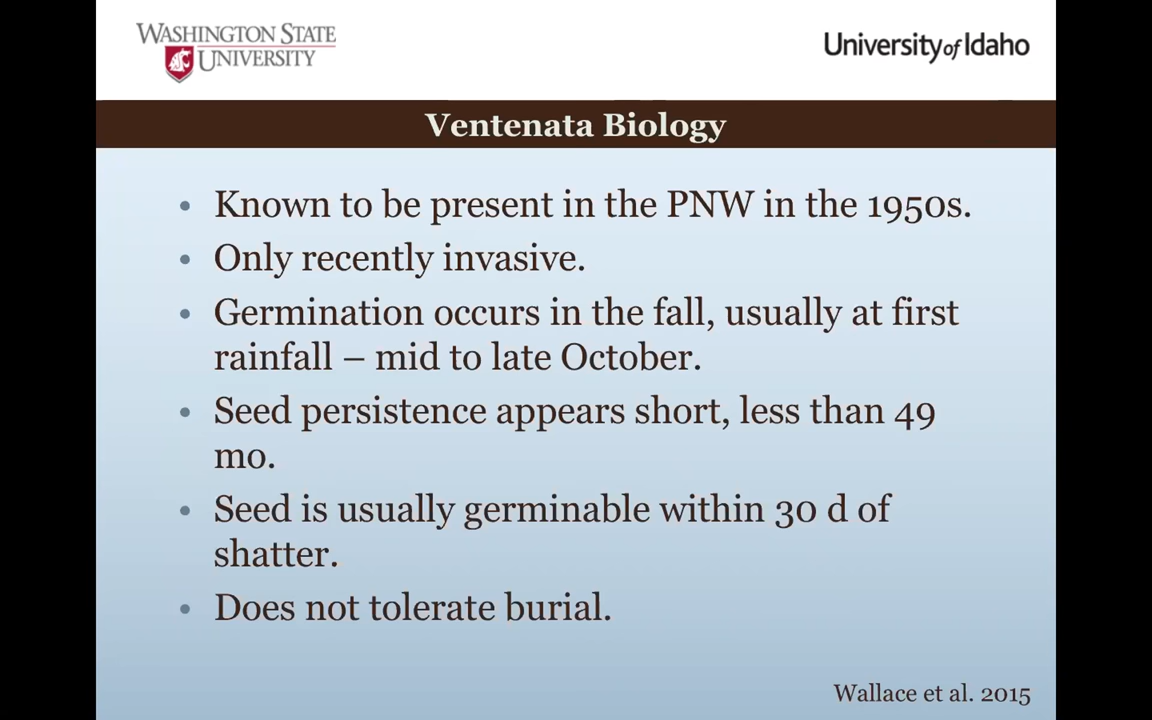 WASHINGTON STATE
UNIVERSITY
University of Idaho
Ventenata Biology
• Known to be present in the PNW in the 1950s.
• Only recently invasive.
• Germination occurs in the fall, usually at first
rainfall – mid to late October.
• Seed persistence appears short, less than 49
mo.
• Seed is usually germinable within 30 d of
shatter.
• Does not tolerate burial.
Wallace et al. 2015